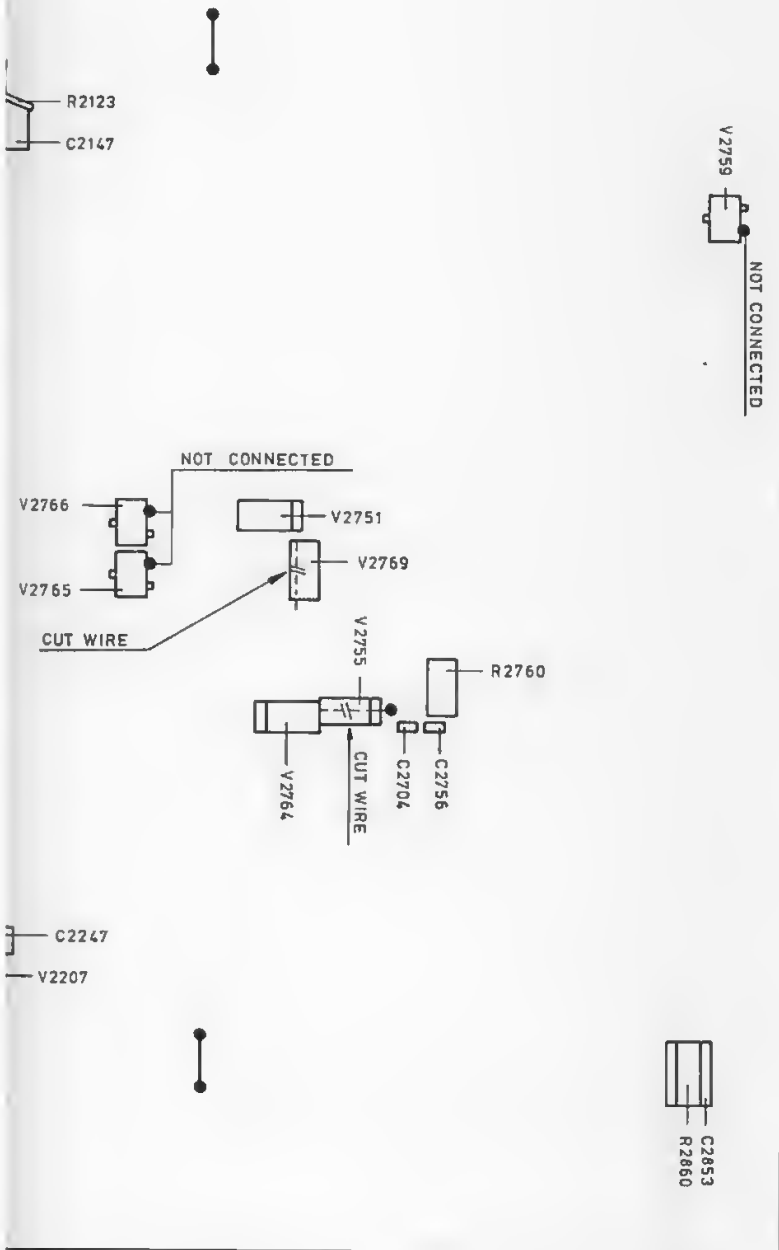 R2123
C2147
V2759
NOT CONNECTED
NOT CONNECTED
V2766
V2751
V2769
V2765
CUT WIRE
V2755
R2760
V2764
CUT WIRE
C2704
C2756
C2247
V2207
C2853
R2860